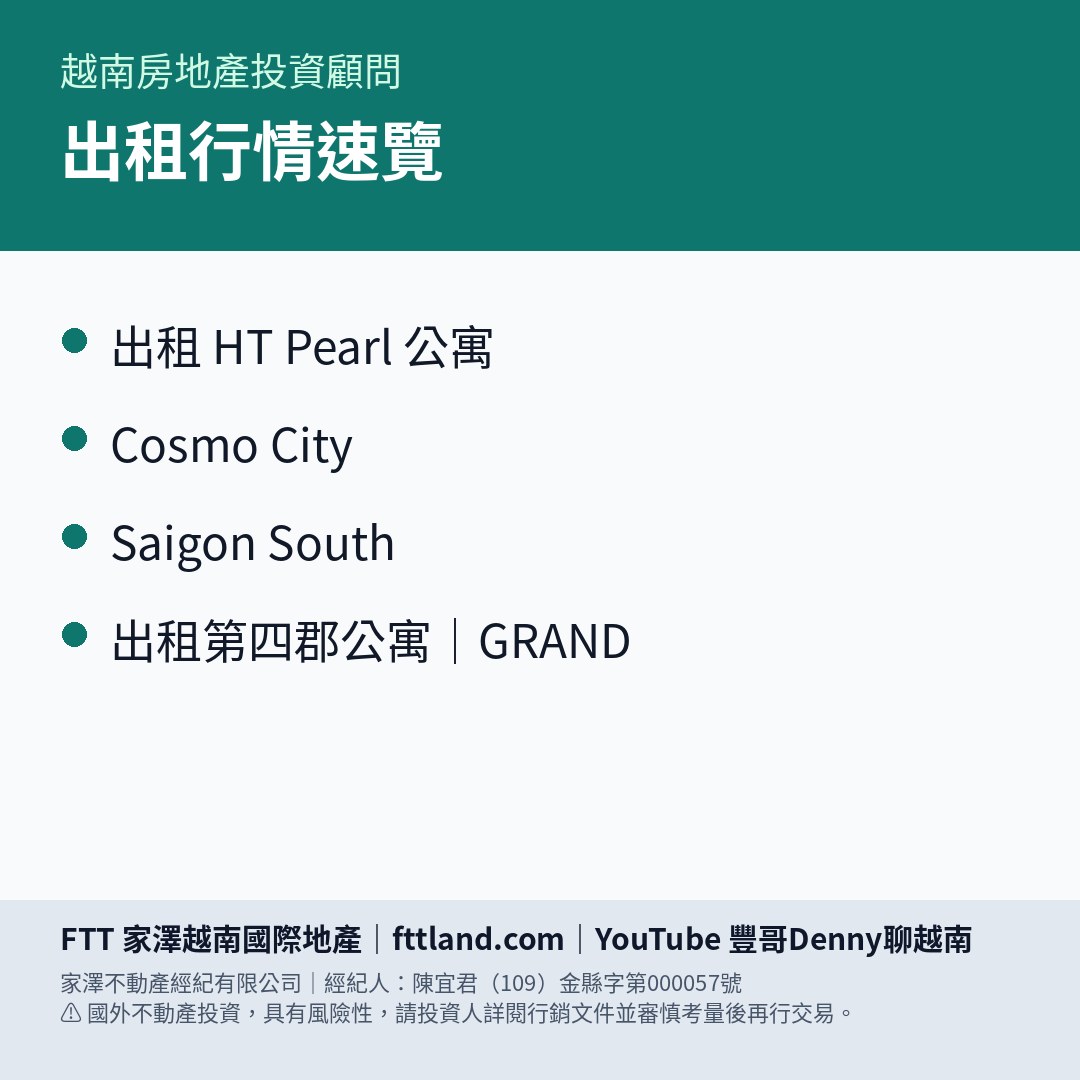 越南房地產投資顧問
出租行情速覽
出租 HT Pearl 公寓
Cosmo City
Saigon South
出租第四郡公寓｜GRAND
FTT 家澤越南國際地產｜fttland.com｜YouTube 豐哥Denny聊越南
家澤不動產經紀有限公司｜經紀人：陳宜君（109）金縣字第000057號
⚠ 國外不動產投資，具有風險性，請投資人詳閱行銷文件並審慎考量後再行交易。